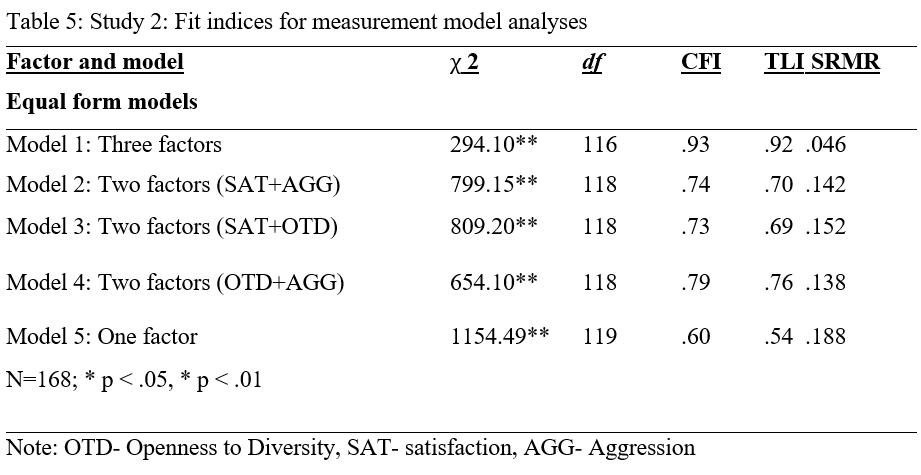 Table 5: Study 2: Fit indices for measurement model analyses
Factor and model χ 2 df CFI TLI SRMR
Equal form models
Model 1: Three factors 294.10** 116 .93 .92 .046
Model 2: Two factors (SAT+AGG) 799.15** 118 .74 .70 .142
Model 3: Two factors (SAT+OTD) 809.20** 118 .73 .69 .152
Model 4: Two factors (OTD+AGG) 654.10** 118 .79 .76 .138
Model 5: One factor 1154.49** 119 .60 .54 .188
N=168; * p < .05, * p < .01
Note: OTD- Openness to Diversity, SAT- satisfaction, AGG- Aggression